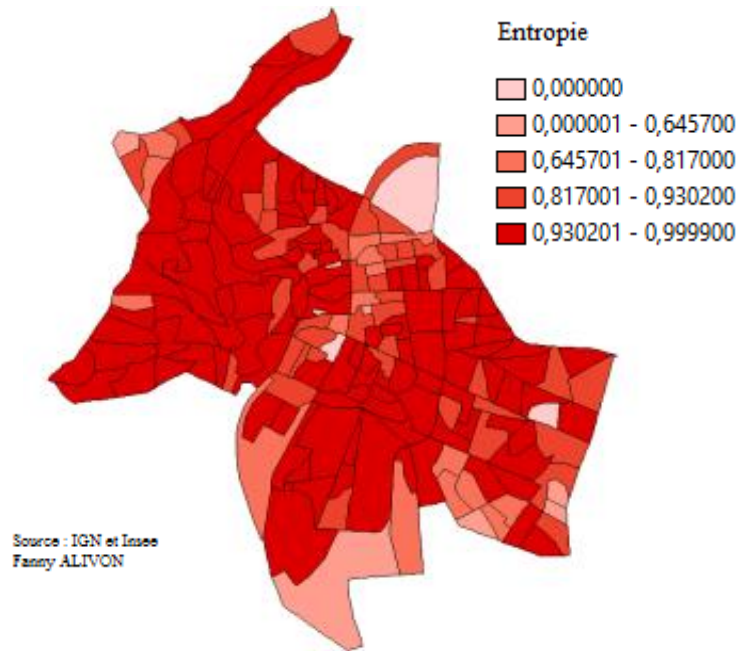 Entropie
0,000000
0,000001 - 0,645700
0,645701 - 0,817000
0,817001 - 0,930200
0,930201 - 0,999900
Source : IGN et Insee
Fanny ALIVON